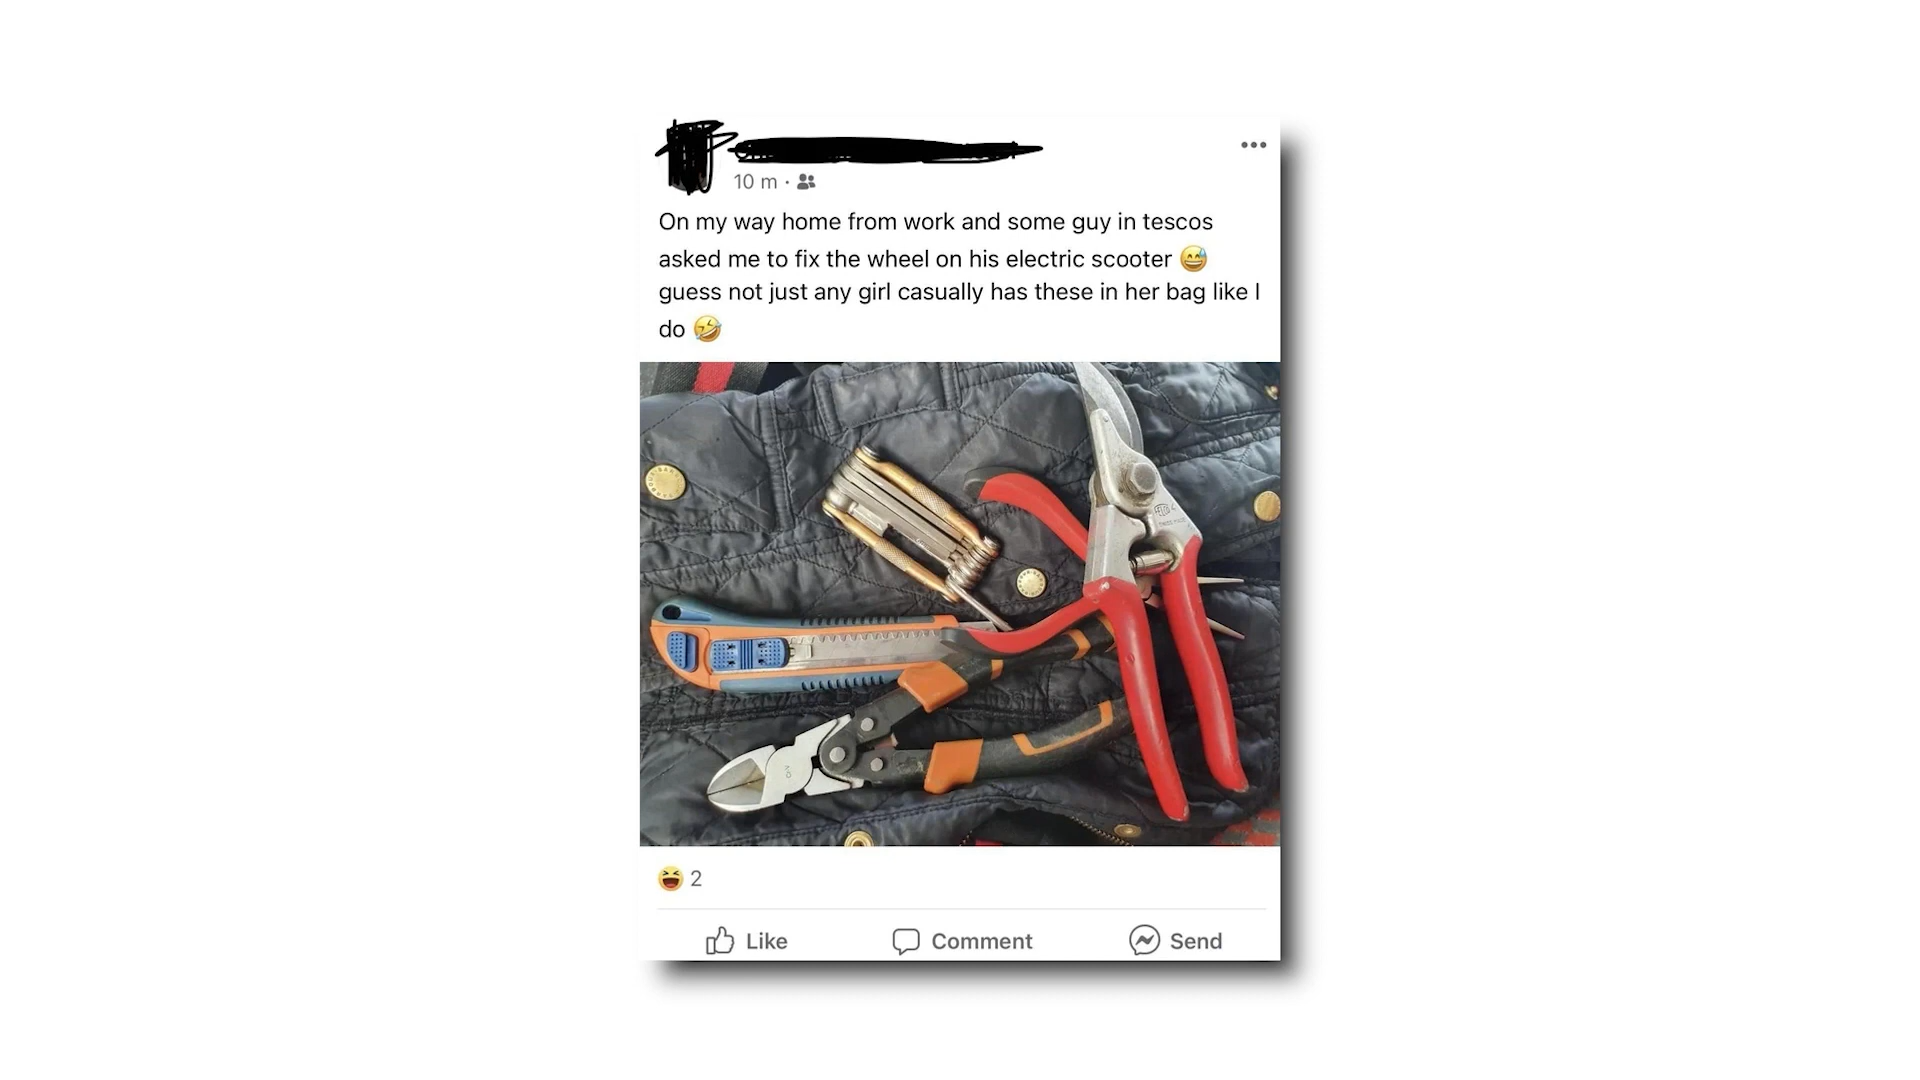 10 m ·
On my way home from work and some guy in tescos
asked me to fix the wheel on his electric scooter 😅
guess not just any girl casually has these in her bag like I
do 🤣
FELCO
2
Like
Comment
Send